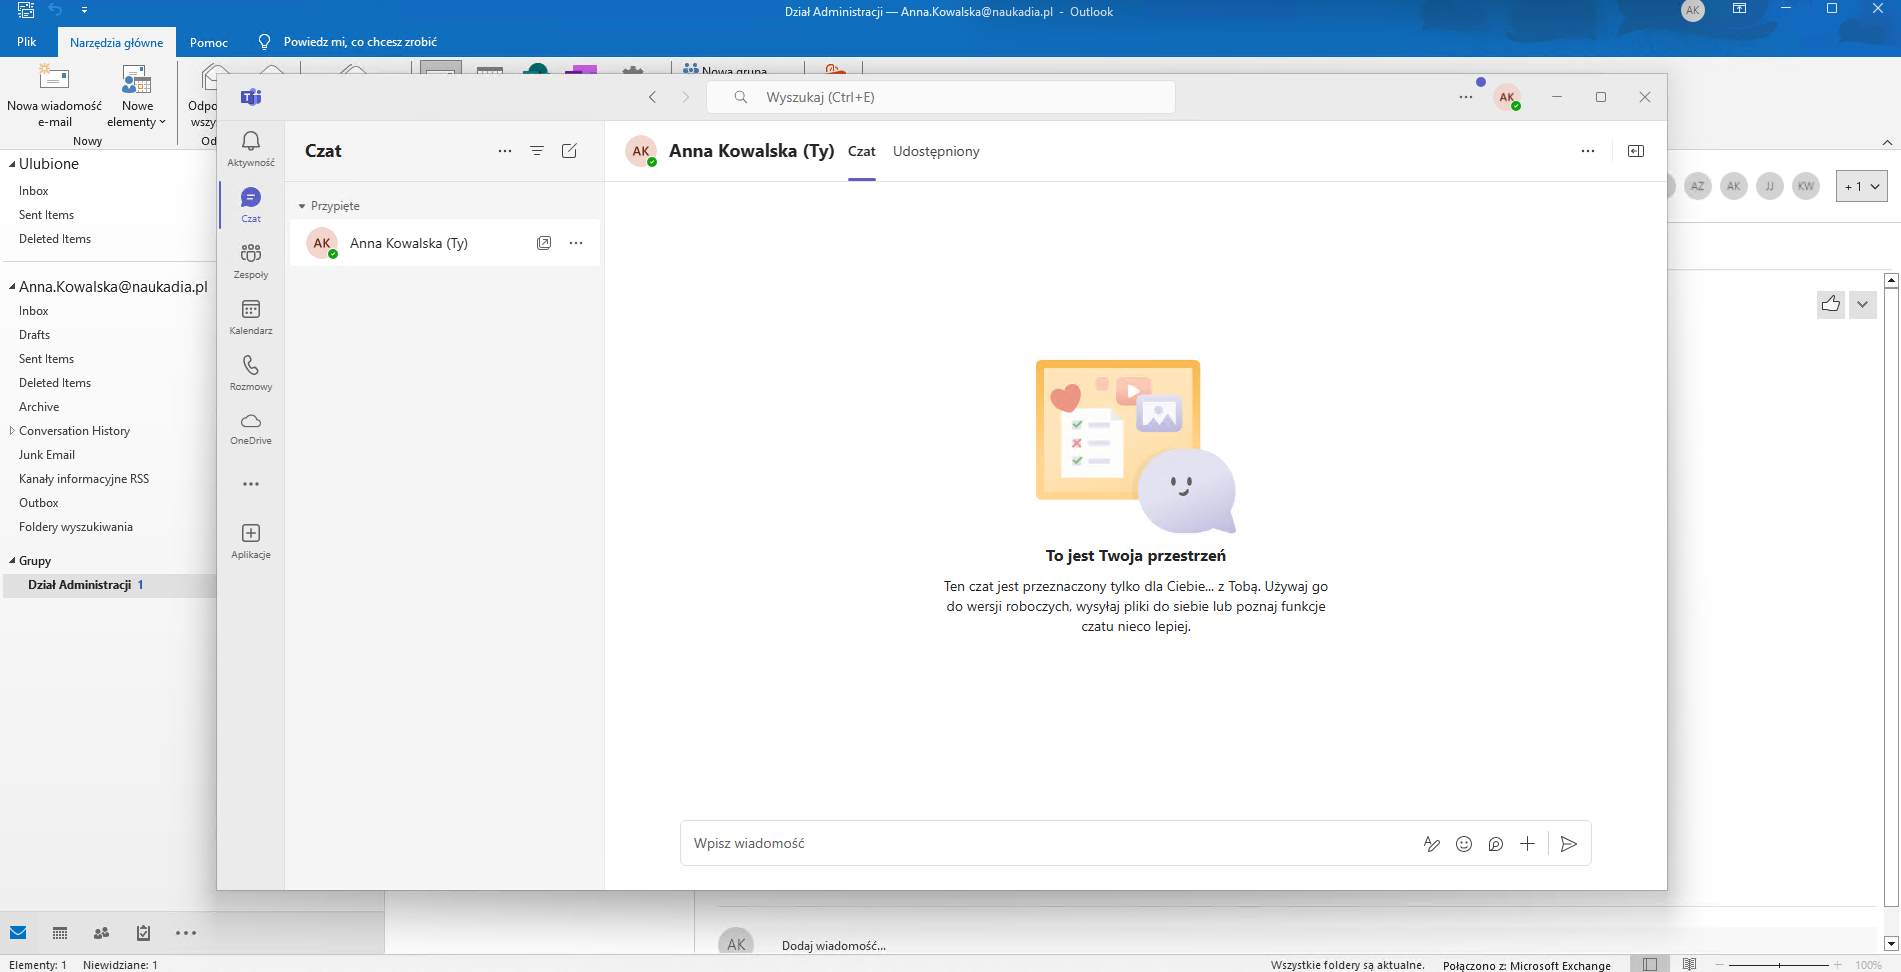 Dział Administracji — Anna.Kowalska@naukadia.pl - Outlook
AK
Plik
Narzędzia główne
Pomoc
Powiedz mi, co chcesz zrobić
Nowa wiadomość
e-mail
Nowe
elementy
Nowy
Nowa grupa
Wyszukaj (Ctrl+E)
AK
Aktywność
Czat
Zespoły
Kalendarz
Rozmowy
OneDrive
Aplikacje
Czat
Przypięte
AK
Anna Kowalska (Ty)
AK
Anna Kowalska (Ty)
Czat
Udostępniony
To jest Twoja przestrzeń
Ten czat jest przeznaczony tylko dla Ciebie... z Tobą. Używaj go
do wersji roboczych, wysyłaj pliki do siebie lub poznaj funkcje
czatu nieco lepiej.
Wpisz wiadomość
Ulubione
Inbox
Sent Items
Deleted Items
Anna.Kowalska@naukadia.pl
Inbox
Drafts
Sent Items
Deleted Items
Archive
Conversation History
Junk Email
Kanały informacyjne RSS
Outbox
Foldery wyszukiwania
Grupy
Dział Administracji 1
AZ
AK
JJ
KW
+ 1
AK
Dodaj wiadomość...
Elementy: 1
Niewidziane: 1
Wszystkie foldery są aktualne.
Połączono z: Microsoft Exchange
100%